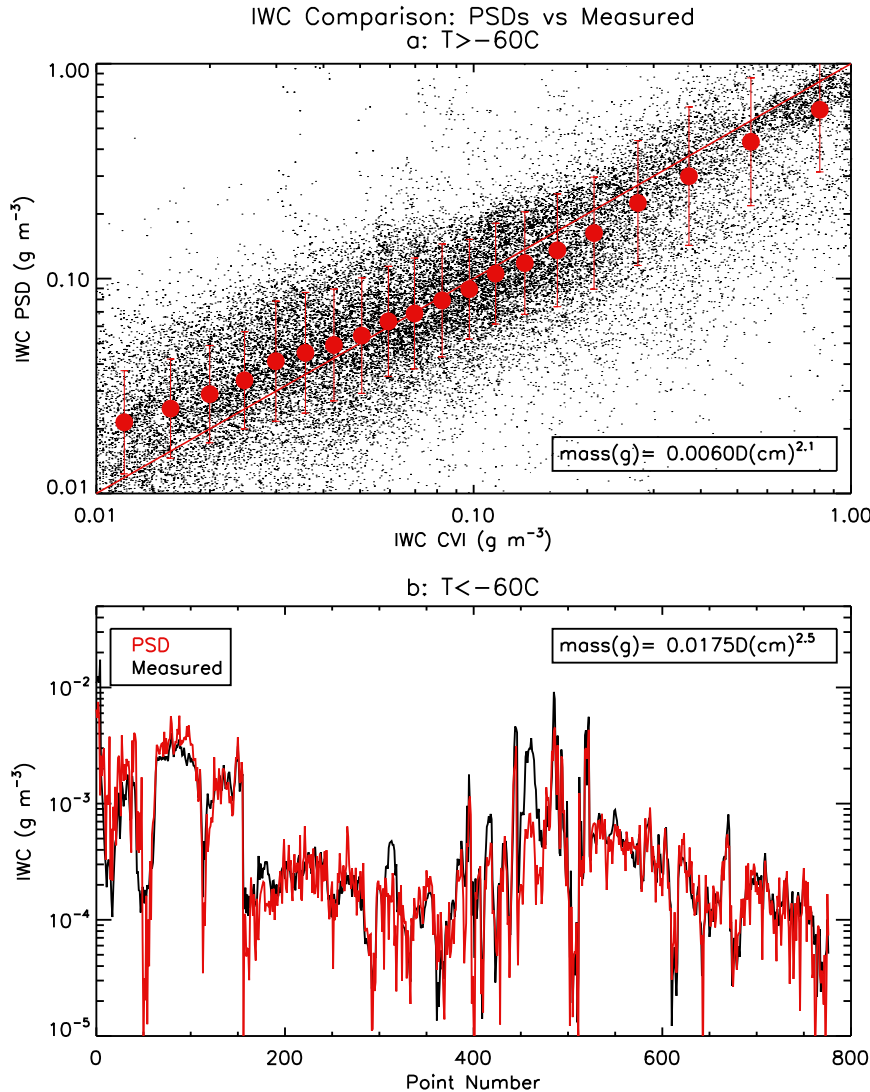 IWC Comparison: PSDs vs Measured
a: T>−60C
1.00
0.10
0.01
IWC PSD (g m⁻³)
mass(g)= 0.0060D(cm)²·¹
0.01 0.10 1.00
IWC CVI (g m⁻³)
b: T<−60C
PSD
Measured
mass(g)= 0.0175D(cm)²·⁵
10⁻²
10⁻³
10⁻⁴
10⁻⁵
IWC (g m⁻³)
0 200 400 600 800
Point Number